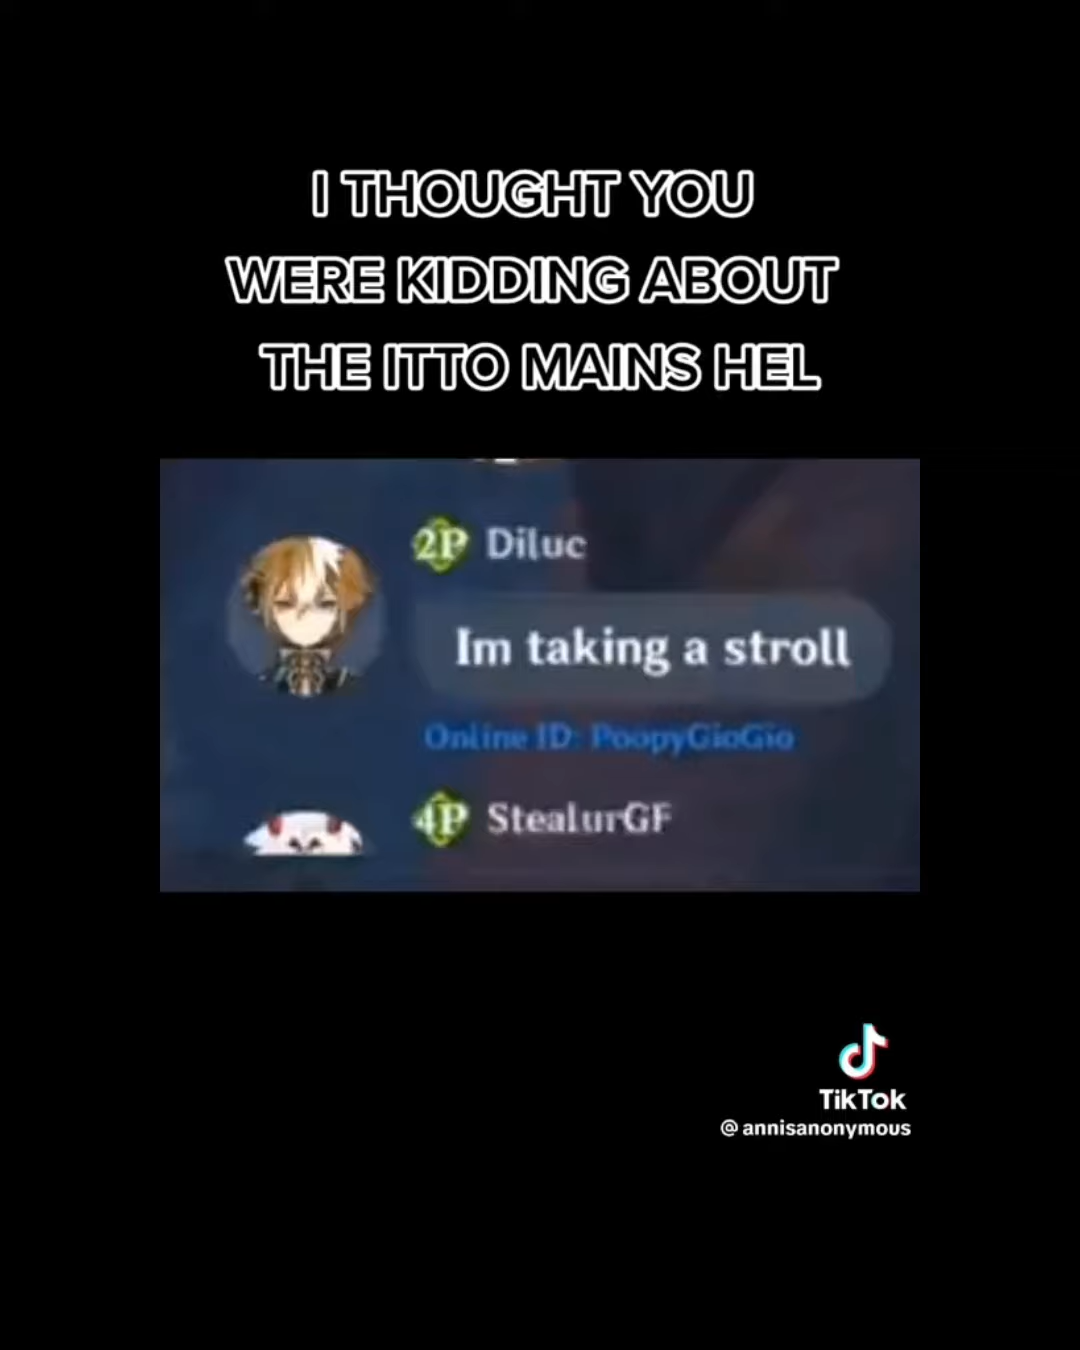 I THOUGHT YOU
WERE KIDDING ABOUT
THE ITTO MAINS HEL
2P Diluc
Im taking a stroll
Online ID: PoopyGioGio
4P StealurGF
TikTok
@annisanonymous